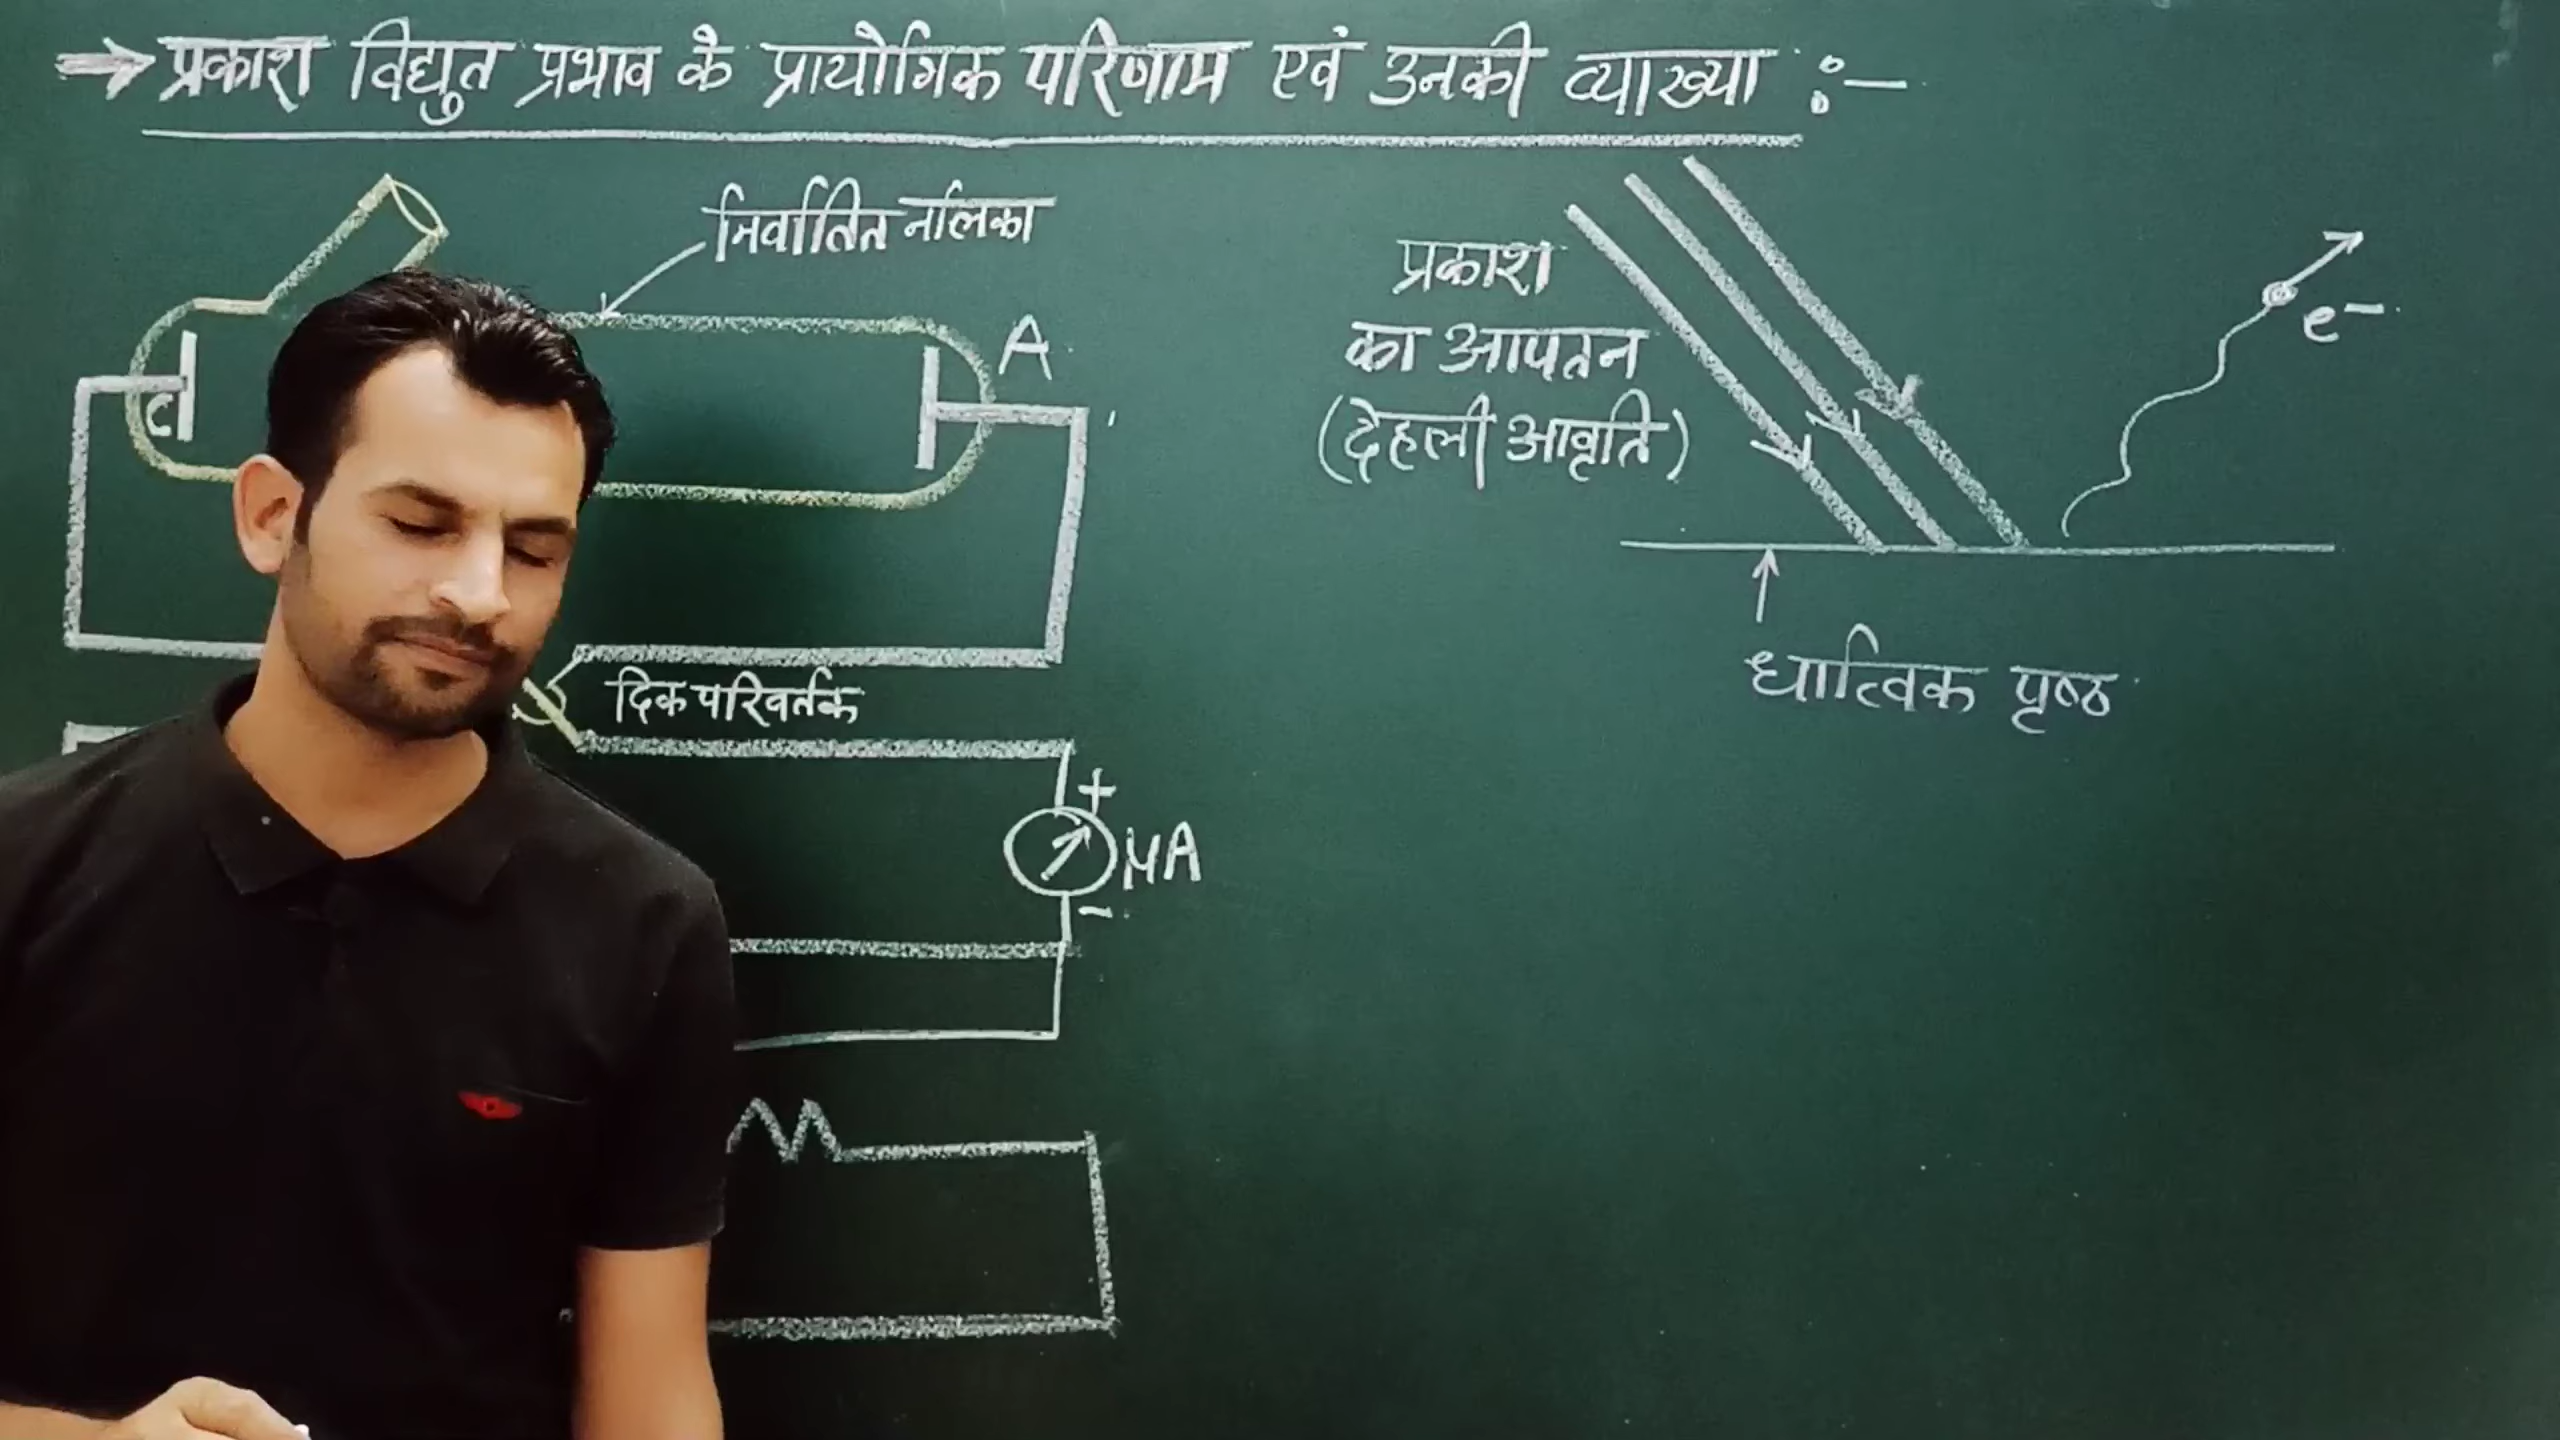 → प्रकाश विद्युत प्रभाव के प्रायोगिक परिणाम एवं उनकी व्याख्या :-
निर्वातित नलिका
C
A
दिक परिवर्तक
+
μA
-
प्रकाश
का आपतन
(देहली आवृति)
e-
धात्विक पृष्ठ